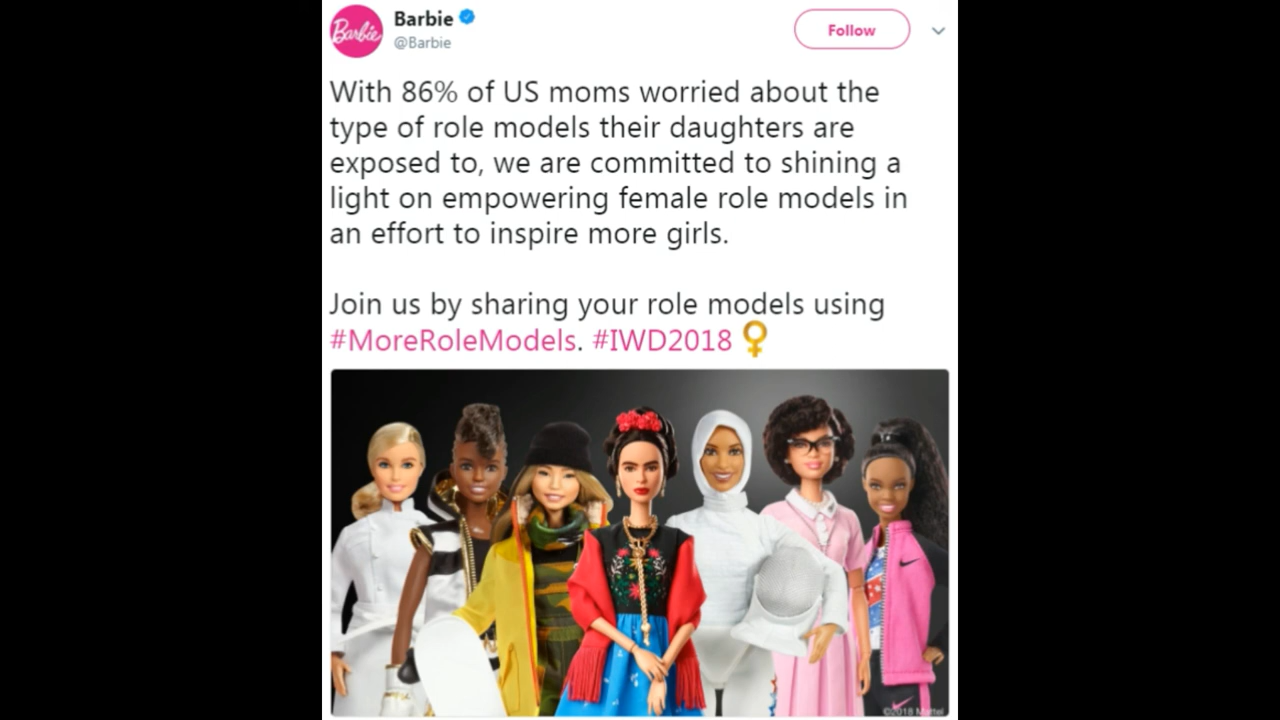 Barbie
Barbie
@Barbie
Follow
With 86% of US moms worried about the
type of role models their daughters are
exposed to, we are committed to shining a
light on empowering female role models in
an effort to inspire more girls.
Join us by sharing your role models using
#MoreRoleModels. #IWD2018
©2018 Mattel